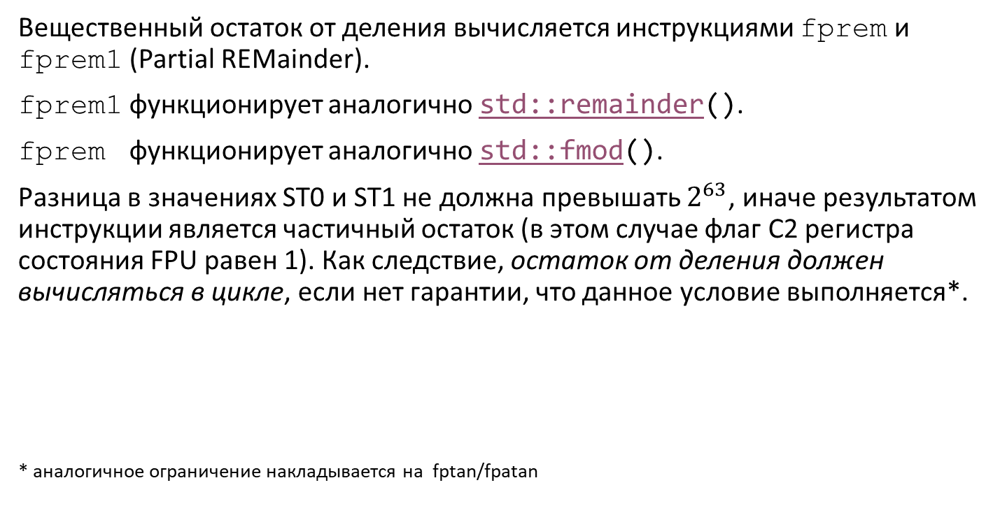 Вещественный остаток от деления вычисляется инструкциями fprem и
fprem1 (Partial REMainder).
fprem1 функционирует аналогично std::remainder().
fprem функционирует аналогично std::fmod().
Разница в значениях ST0 и ST1 не должна превышать 2⁶³, иначе результатом
инструкции является частичный остаток (в этом случае флаг C2 регистра
состояния FPU равен 1). Как следствие, остаток от деления должен
вычисляться в цикле, если нет гарантии, что данное условие выполняется*.
* аналогичное ограничение накладывается на fptan/fpatan